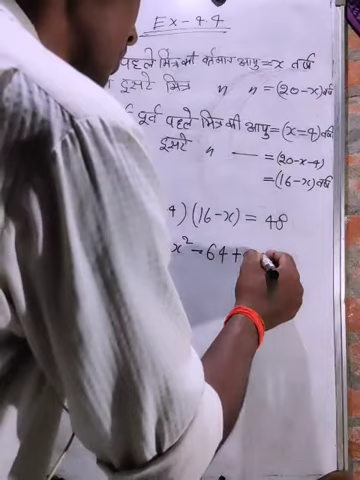 Ex-4.4
पहले मित्र की वर्तमान आयु = x वर्ष
दूसरे मित्र " " = (20-x) वर्ष
पूर्व पहले मित्र की आयु = (x-4) वर्ष
दूसरे " — = (20-x-4)
= (16-x) वर्ष
4) (16-x) = 48
x² - 64 +